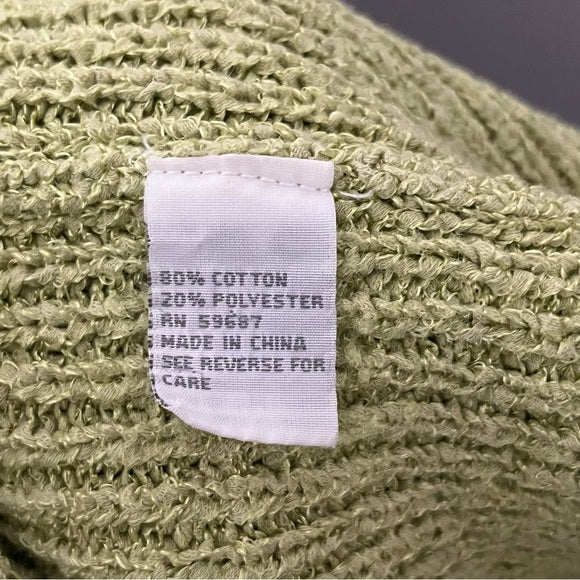 80% COTTON
20% POLYESTER
RN 59687
MADE IN CHINA
SEE REVERSE FOR
CARE